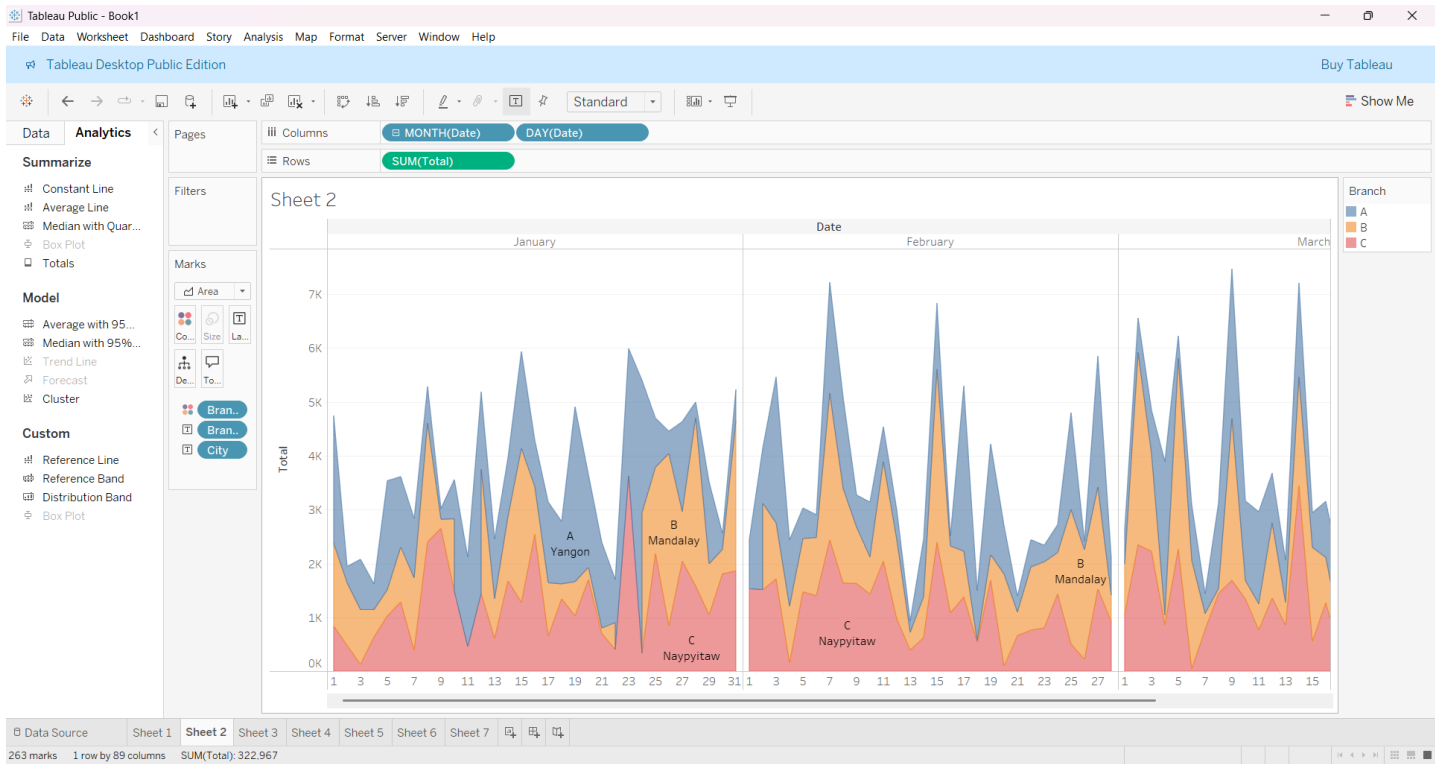 Tableau Public - Book1
File Data Worksheet Dashboard Story Analysis Map Format Server Window Help
Tableau Desktop Public Edition
Buy Tableau
Standard
Show Me
Data
Analytics
Summarize
Constant Line
Average Line
Median with Quar...
Box Plot
Totals
Model
Average with 95...
Median with 95%...
Trend Line
Forecast
Cluster
Custom
Reference Line
Reference Band
Distribution Band
Box Plot
Pages
Filters
Marks
Area
Co... Size La...
De... To...
Bran..
Bran..
City
Columns
MONTH(Date) DAY(Date)
Rows
SUM(Total)
Sheet 2
Date
January February March
Total
7K
6K
5K
4K
3K
2K
1K
0K
A
Yangon
B
Mandalay
C
Naypyitaw
C
Naypyitaw
B
Mandalay
1 3 5 7 9 11 13 15 17 19 21 23 25 27 29 31 1 3 5 7 9 11 13 15 17 19 21 23 25 27 1 3 5 7 9 11 13 15
Branch
A
B
C
Data Source Sheet 1 Sheet 2 Sheet 3 Sheet 4 Sheet 5 Sheet 6 Sheet 7
263 marks 1 row by 89 columns SUM(Total): 322,967